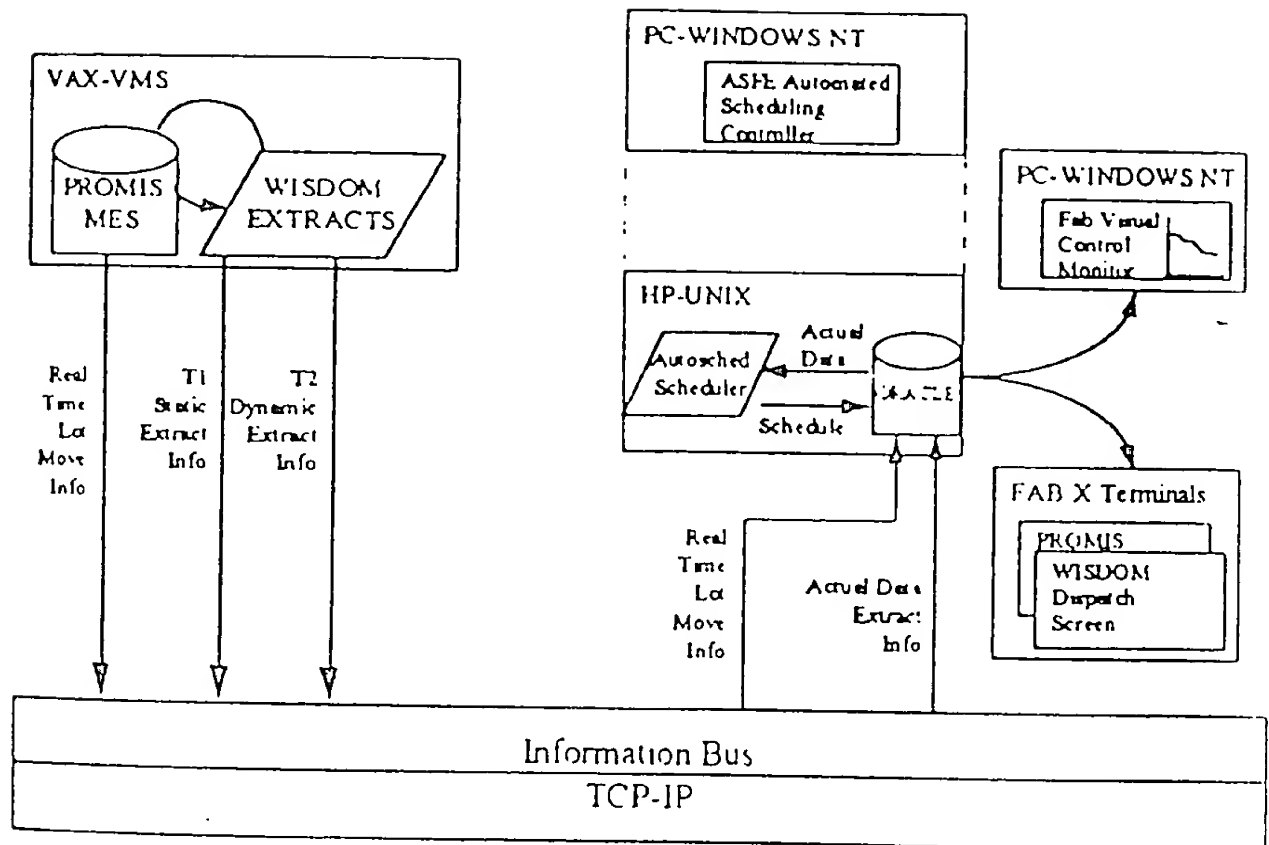 VAX-VMS
PROMIS
MES
WISDOM
EXTRACTS
Real
Time
Lot
Move
Info
T1
Static
Extract
Info
T2
Dynamic
Extract
Info
PC-WINDOWS NT
Automated
Scheduling
Controller
HP-UNIX
Autosched
Scheduler
Actual
Data
Schedule
PC-WINDOWS NT
Fab Visual
Control
Monitor
FAB X Terminals
PROMIS
WISDOM
Dispatch
Screen
Real
Time
Lot
Move
Info
Actual Data
Extract
Info
Information Bus
TCP-IP